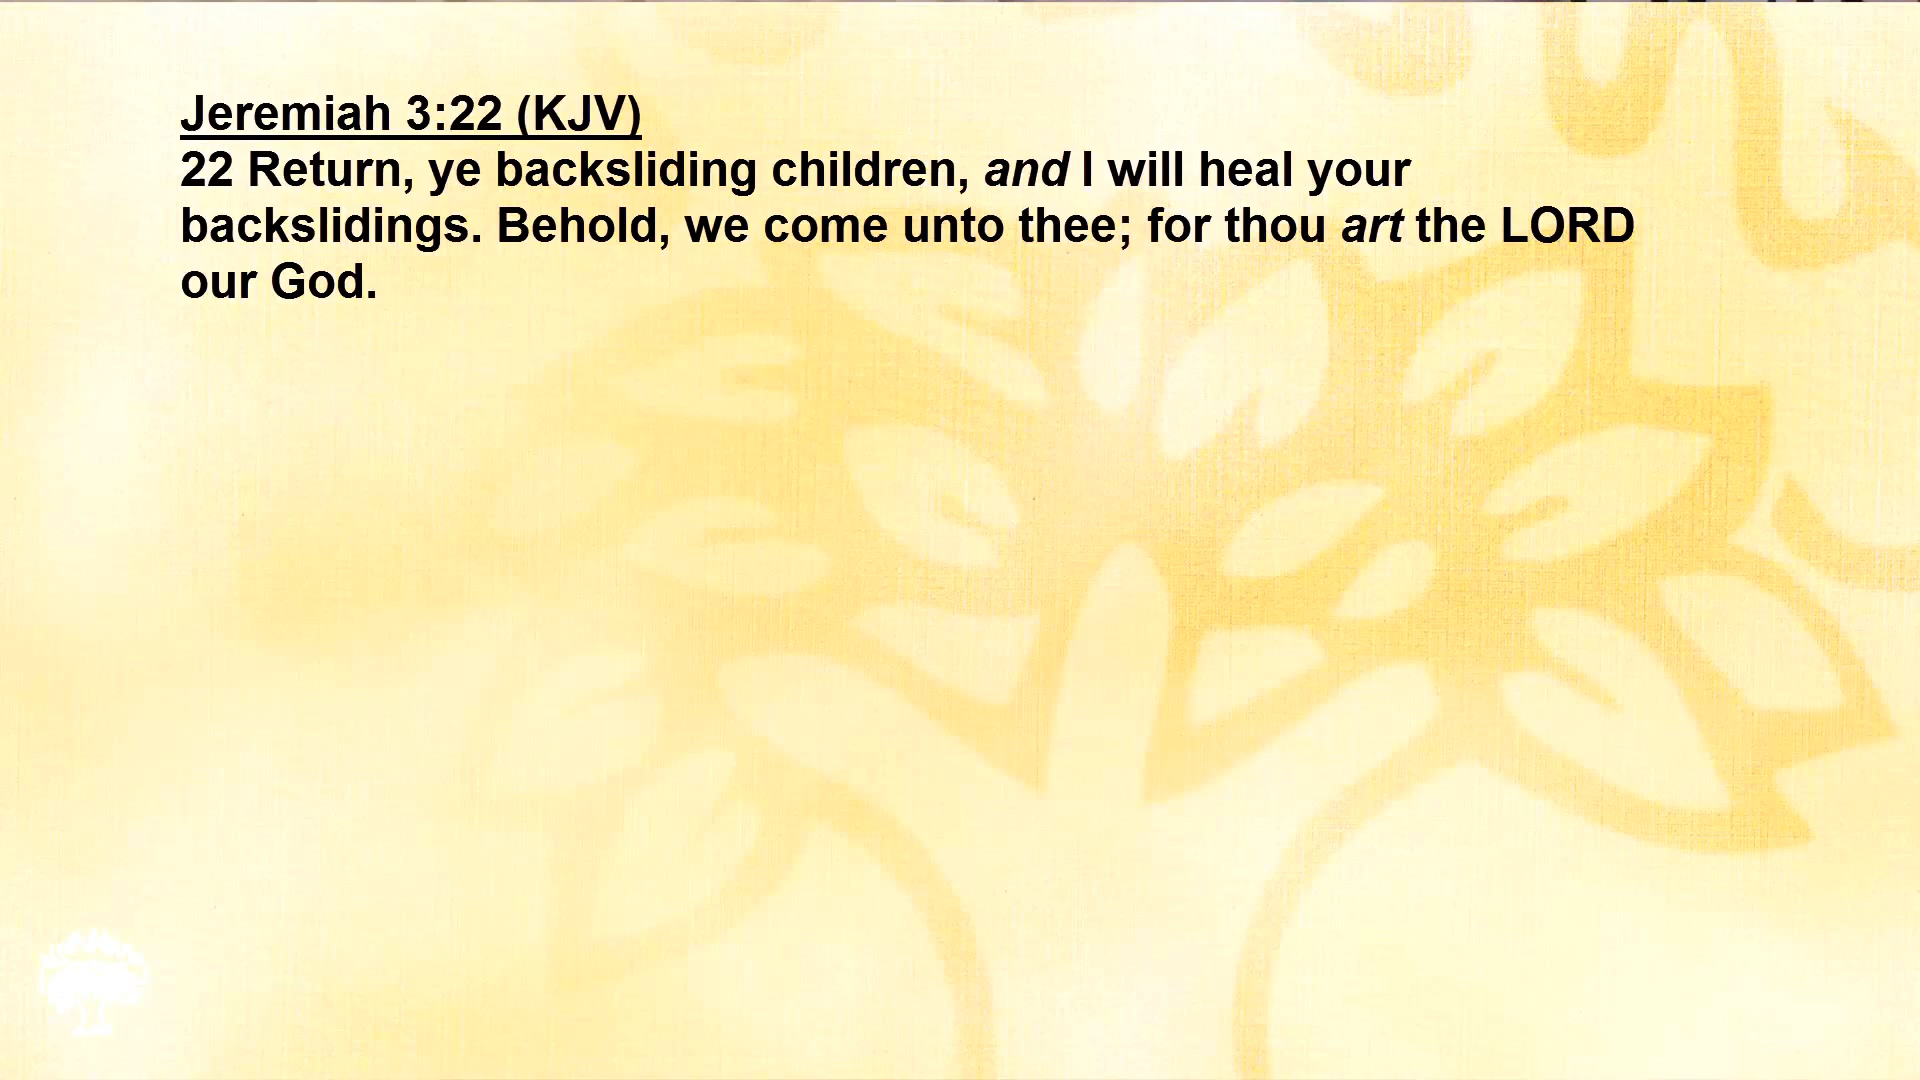 Jeremiah 3:22 (KJV)
22 Return, ye backsliding children, and I will heal your
backslidings. Behold, we come unto thee; for thou art the LORD
our God.